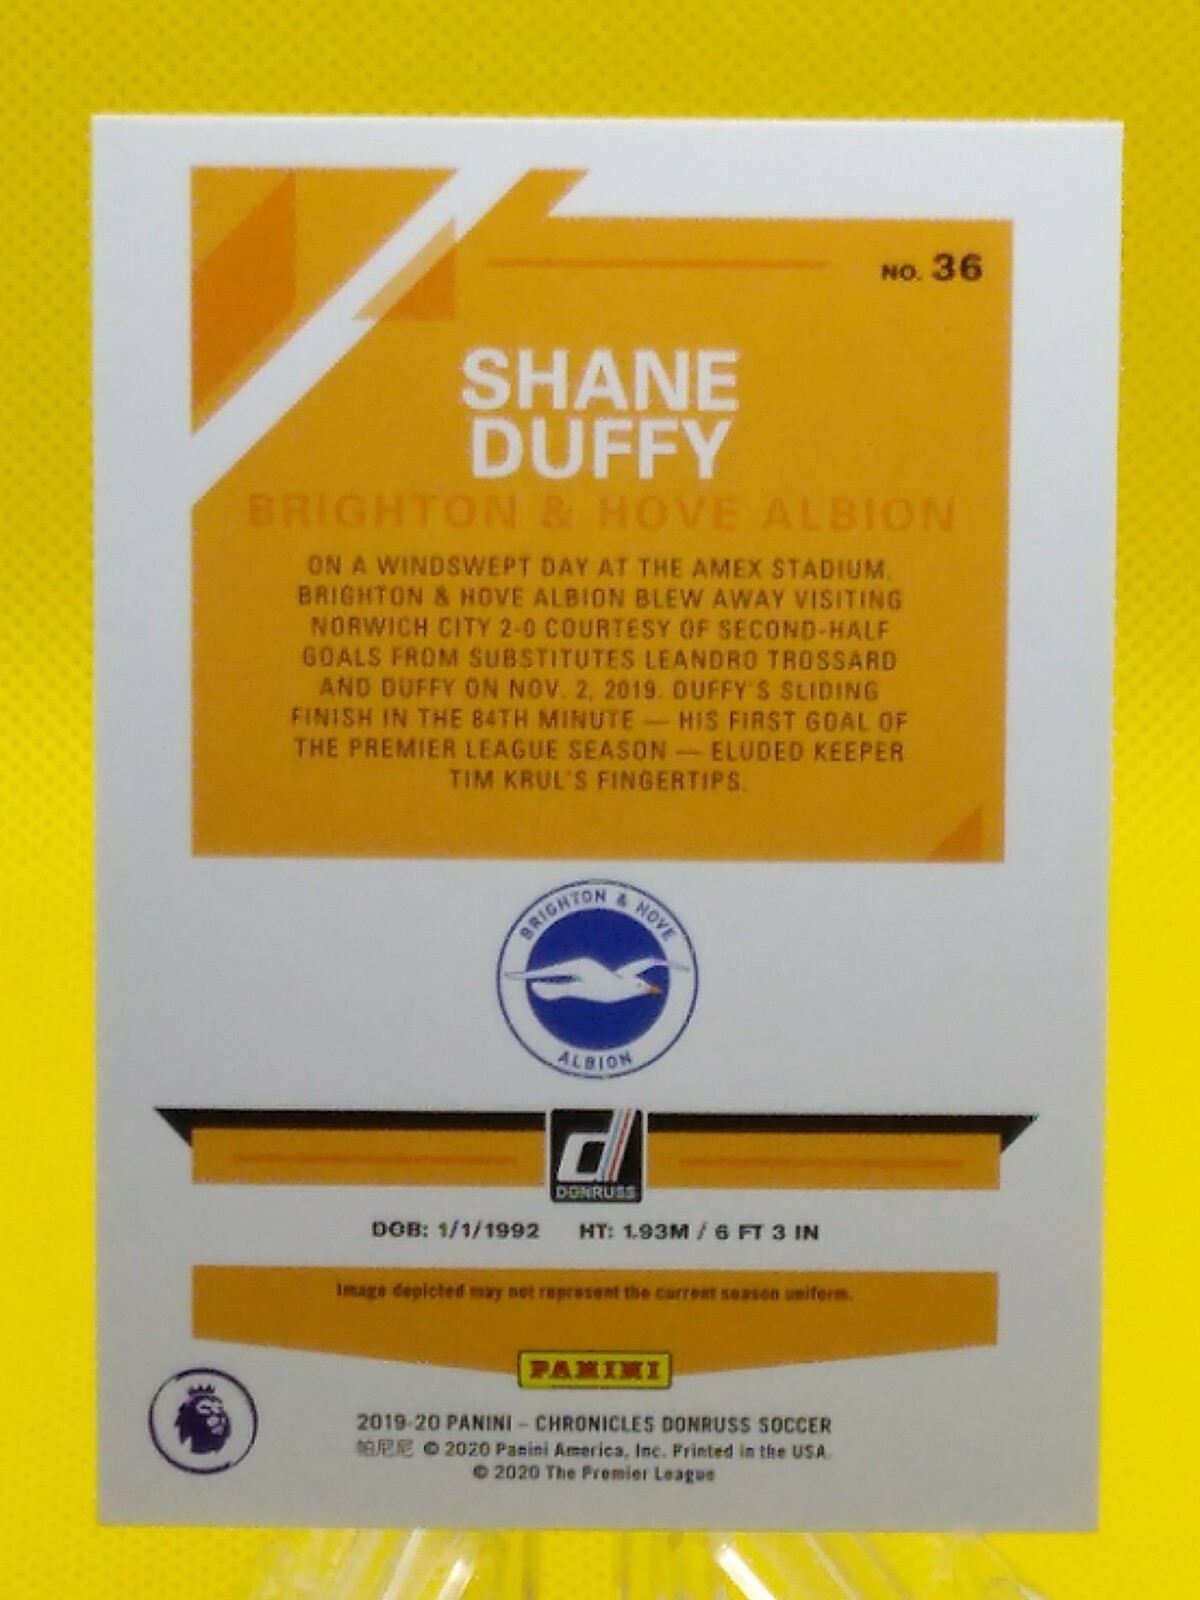 NO. 36
SHANE
DUFFY
BRIGHTON & HOVE ALBION
ON A WINDSWEPT DAY AT THE AMEX STADIUM,
BRIGHTON & HOVE ALBION BLEW AWAY VISITING
NORWICH CITY 2-0 COURTESY OF SECOND-HALF
GOALS FROM SUBSTITUTES LEANDRO TROSSARD
AND DUFFY ON NOV. 2, 2019. DUFFY'S SLIDING
FINISH IN THE 84TH MINUTE — HIS FIRST GOAL OF
THE PREMIER LEAGUE SEASON — ELUDED KEEPER
TIM KRUL'S FINGERTIPS.
BRIGHTON & HOVE
ALBION
d
DONRUSS
DOB: 1/1/1992 HT: 1.93M / 6 FT 3 IN
Image depicted may not represent the current season uniform.
PANINI
2019-20 PANINI – CHRONICLES DONRUSS SOCCER
帕尼尼 © 2020 Panini America, Inc. Printed in the USA.
© 2020 The Premier League